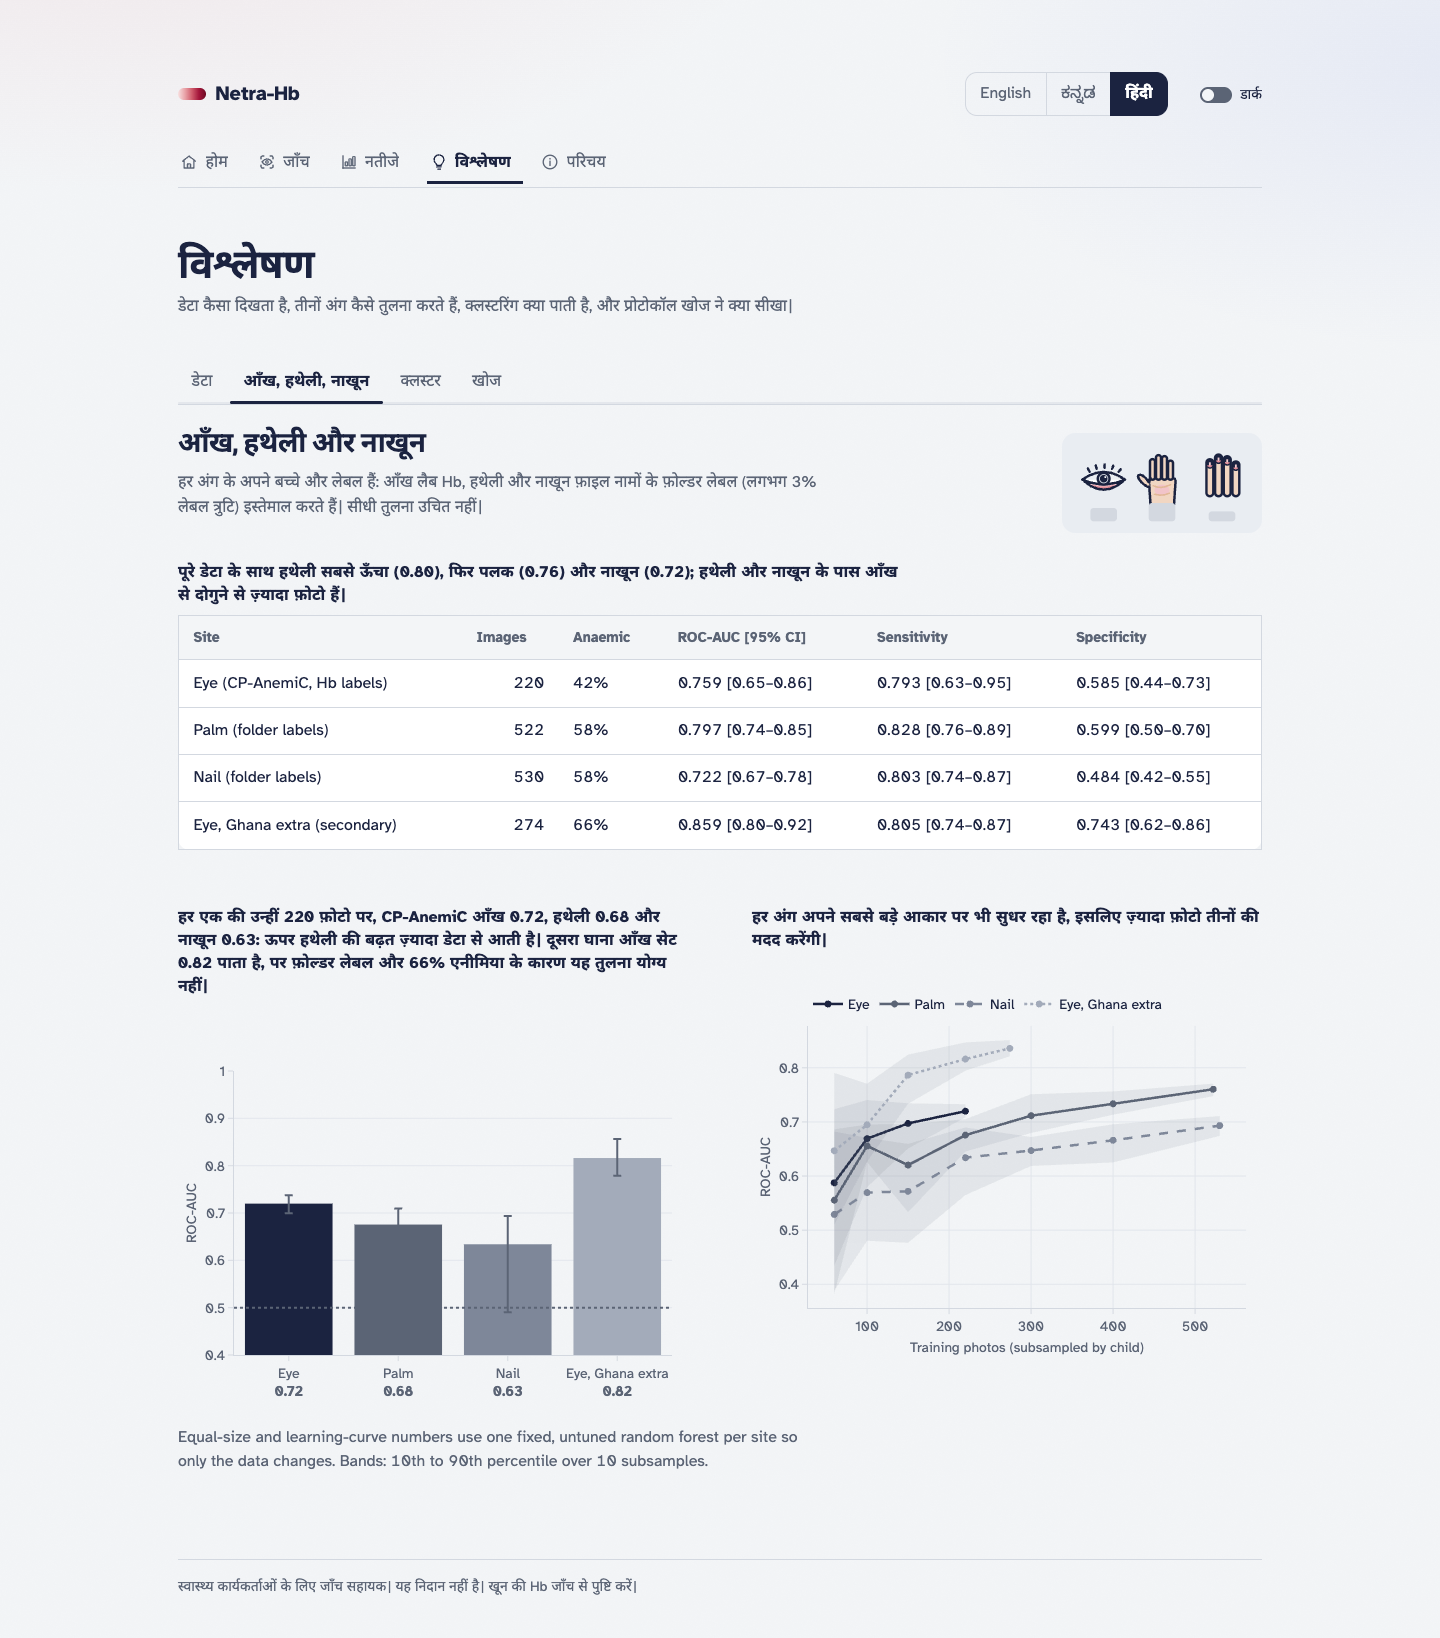 Netra-Hb
English ಕನ್ನಡ हिंदी डार्क
होम जाँच नतीजे विश्लेषण परिचय
विश्लेषण
डेटा कैसा दिखता है, तीनों अंग कैसे तुलना करते हैं, क्लस्टरिंग क्या पाती है, और प्रोटोकॉल खोज ने क्या सीखा|
डेटा आँख, हथेली, नाखून क्लस्टर खोज
आँख, हथेली और नाखून
हर अंग के अपने बच्चे और लेबल हैं: आँख लैब Hb, हथेली और नाखून फ़ाइल नामों के फ़ोल्डर लेबल (लगभग 3%
लेबल त्रुटि) इस्तेमाल करते हैं| सीधी तुलना उचित नहीं|
पूरे डेटा के साथ हथेली सबसे ऊँचा (0.80), फिर पलक (0.76) और नाखून (0.72); हथेली और नाखून के पास आँख
से दोगुने से ज़्यादा फ़ोटो हैं|
Site Images Anaemic ROC-AUC [95% CI] Sensitivity Specificity
Eye (CP-AnemiC, Hb labels) 220 42% 0.759 [0.65–0.86] 0.793 [0.63–0.95] 0.585 [0.44–0.73]
Palm (folder labels) 522 58% 0.797 [0.74–0.85] 0.828 [0.76–0.89] 0.599 [0.50–0.70]
Nail (folder labels) 530 58% 0.722 [0.67–0.78] 0.803 [0.74–0.87] 0.484 [0.42–0.55]
Eye, Ghana extra (secondary) 274 66% 0.859 [0.80–0.92] 0.805 [0.74–0.87] 0.743 [0.62–0.86]
हर एक की उन्हीं 220 फ़ोटो पर, CP-AnemiC आँख 0.72, हथेली 0.68 और
नाखून 0.63: ऊपर हथेली की बढ़त ज़्यादा डेटा से आती है| दूसरा घाना आँख सेट
0.82 पाता है, पर फ़ोल्डर लेबल और 66% एनीमिया के कारण यह तुलना योग्य
नहीं|
1
0.9
0.8
0.7
0.6
0.5
0.4
ROC-AUC
Eye Palm Nail Eye, Ghana extra
0.72 0.68 0.63 0.82
हर अंग अपने सबसे बड़े आकार पर भी सुधर रहा है, इसलिए ज़्यादा फ़ोटो तीनों की
मदद करेंगी|
Eye Palm Nail Eye, Ghana extra
0.8
0.7
0.6
0.5
0.4
ROC-AUC
100 200 300 400 500
Training photos (subsampled by child)
Equal-size and learning-curve numbers use one fixed, untuned random forest per site so
only the data changes. Bands: 10th to 90th percentile over 10 subsamples.
स्वास्थ्य कार्यकर्ताओं के लिए जाँच सहायक| यह निदान नहीं है| खून की Hb जाँच से पुष्टि करें|